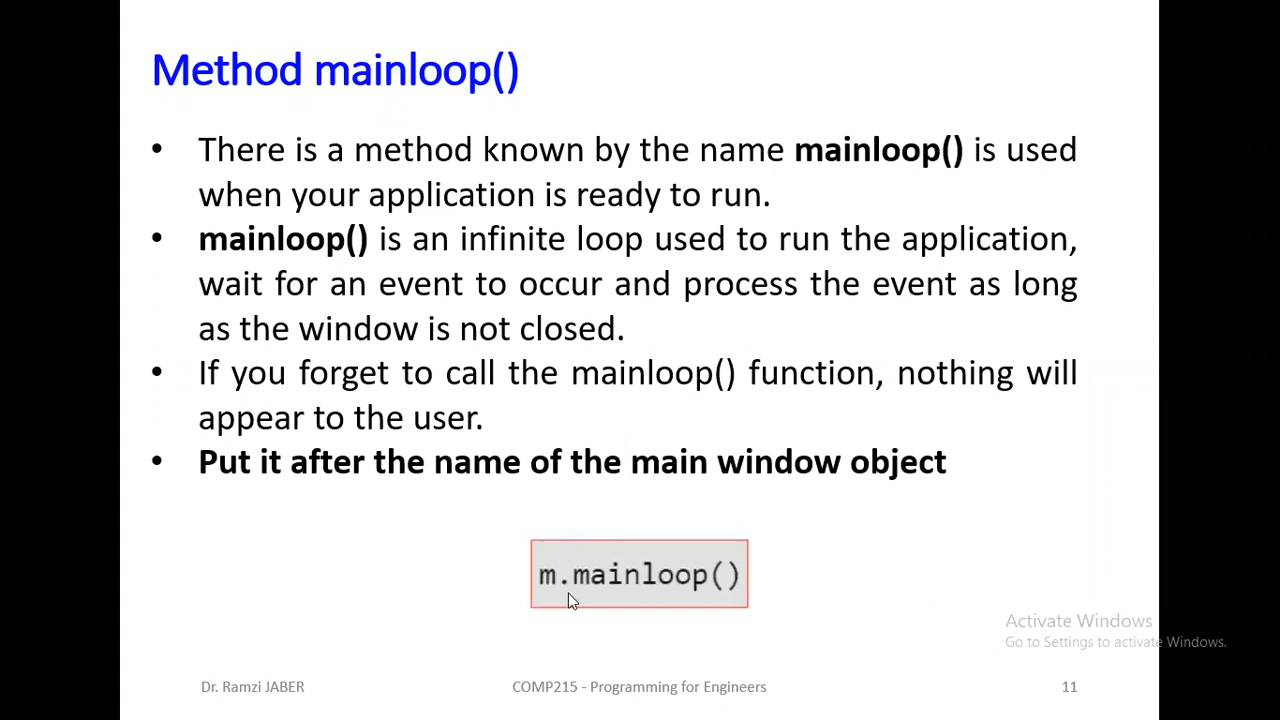 Method mainloop()
• There is a method known by the name mainloop() is used
when your application is ready to run.
• mainloop() is an infinite loop used to run the application,
wait for an event to occur and process the event as long
as the window is not closed.
• If you forget to call the mainloop() function, nothing will
appear to the user.
• Put it after the name of the main window object
m.mainloop()
Activate Windows
Go to Settings to activate Windows.
Dr. Ramzi JABER
COMP215 - Programming for Engineers
11